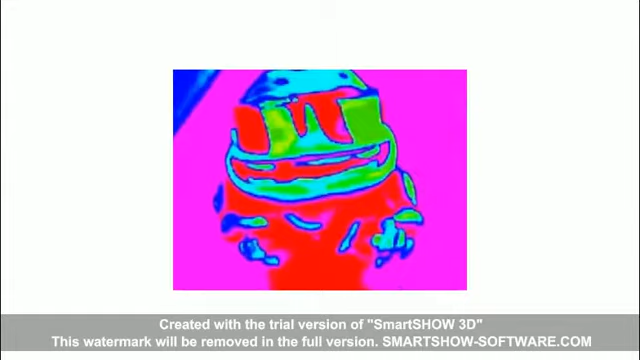 Created with the trial version of "SmartSHOW 3D"
This watermark will be removed in the full version. SMARTSHOW-SOFTWARE.COM